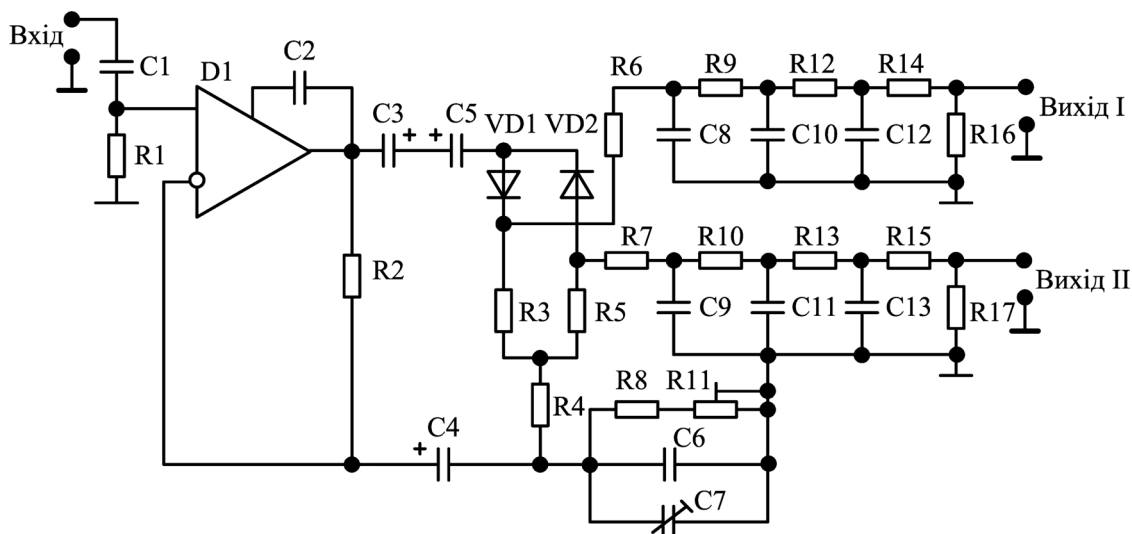 Вхід
C1
D1
C2
R1
C3
C5
VD1
VD2
R6
R9
R12
R14
Вихід I
C8
C10
C12
R16
R2
R7
R10
R13
R15
Вихід II
R3
R5
C9
C11
C13
R17
R4
R8
R11
C4
C6
C7
+
+
+